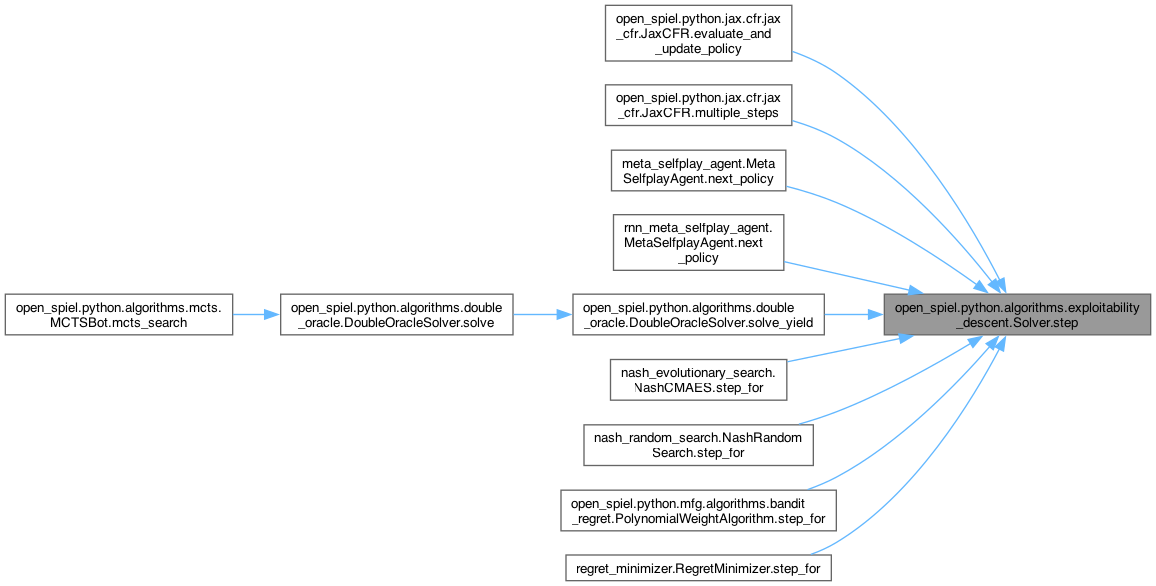 open_spiel.python.jax.cfr.jax
_cfr.JaxCFR.evaluate_and
_update_policy
open_spiel.python.jax.cfr.jax
_cfr.JaxCFR.multiple_steps
meta_selfplay_agent.Meta
SelfplayAgent.next_policy
rnn_meta_selfplay_agent.
MetaSelfplayAgent.next
_policy
open_spiel.python.algorithms.mcts.
MCTSBot.mcts_search
open_spiel.python.algorithms.double
_oracle.DoubleOracleSolver.solve
open_spiel.python.algorithms.double
_oracle.DoubleOracleSolver.solve_yield
open_spiel.python.algorithms.exploitability
_descent.Solver.step
nash_evolutionary_search.
NashCMAES.step_for
nash_random_search.NashRandom
Search.step_for
open_spiel.python.mfg.algorithms.bandit
_regret.PolynomialWeightAlgorithm.step_for
regret_minimizer.RegretMinimizer.step_for